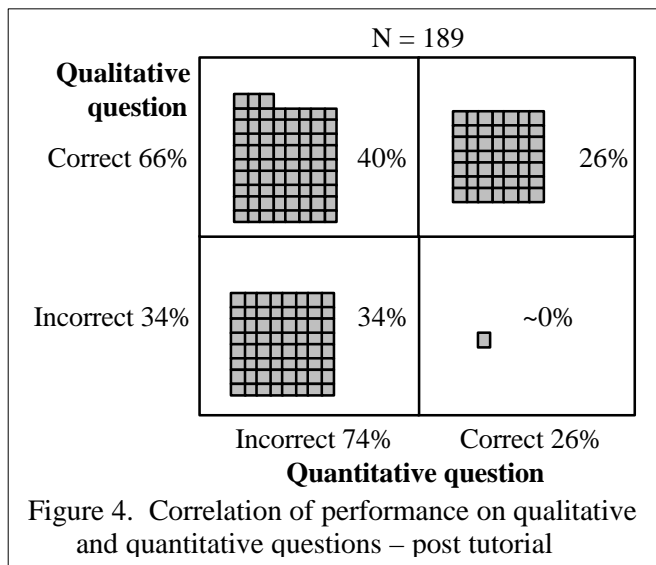 N = 189
Qualitative
question
Correct 66%
40%
26%
Incorrect 34%
34%
~0%
Incorrect 74%
Correct 26%
Quantitative question
Figure 4. Correlation of performance on qualitative
and quantitative questions – post tutorial